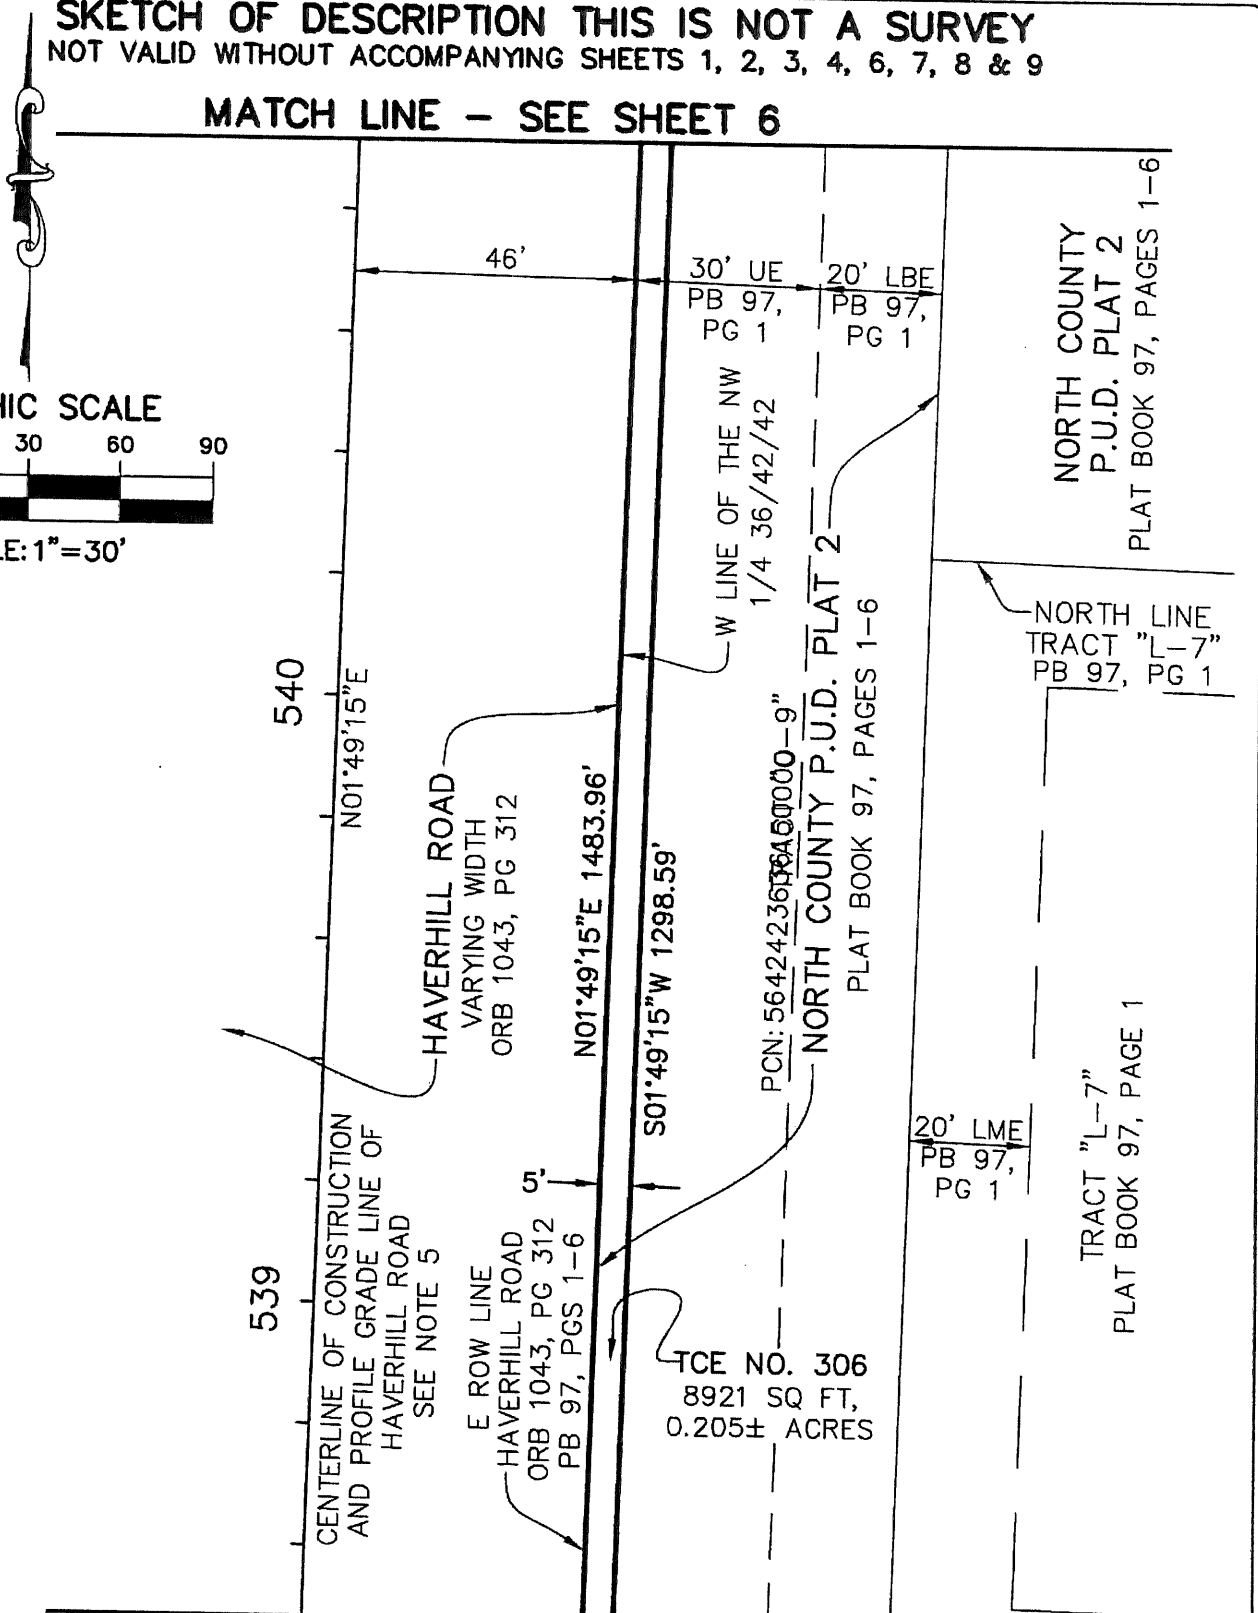 SKETCH OF DESCRIPTION THIS IS NOT A SURVEY
NOT VALID WITHOUT ACCOMPANYING SHEETS 1, 2, 3, 4, 6, 7, 8 & 9
MATCH LINE – SEE SHEET 6
46'
30' UE
PB 97,
PG 1
20' LBE
PB 97,
PG 1
NORTH COUNTY
P.U.D. PLAT 2
PLAT BOOK 97, PAGES 1–6
HIC SCALE
30 60 90
LE: 1"=30'
W LINE OF THE NW
1/4 36/42/42
NORTH LINE
TRACT "L–7"
PB 97, PG 1
540
N01°49'15"E
HAVERHILL ROAD
VARYING WIDTH
ORB 1043, PG 312
N01°49'15"E 1483.96'
S01°49'15"W 1298.59'
PCN:
NORTH COUNTY P.U.D. PLAT 2
PLAT BOOK 97, PAGES 1–6
20' LME
PB 97,
PG 1
TRACT "L–7"
PLAT BOOK 97, PAGE 1
5'
539
CENTERLINE OF CONSTRUCTION
AND PROFILE GRADE LINE OF
HAVERHILL ROAD
SEE NOTE 5
E ROW LINE
HAVERHILL ROAD
ORB 1043, PG 312
PB 97, PGS 1–6
TCE NO. 306
8921 SQ FT,
0.205± ACRES